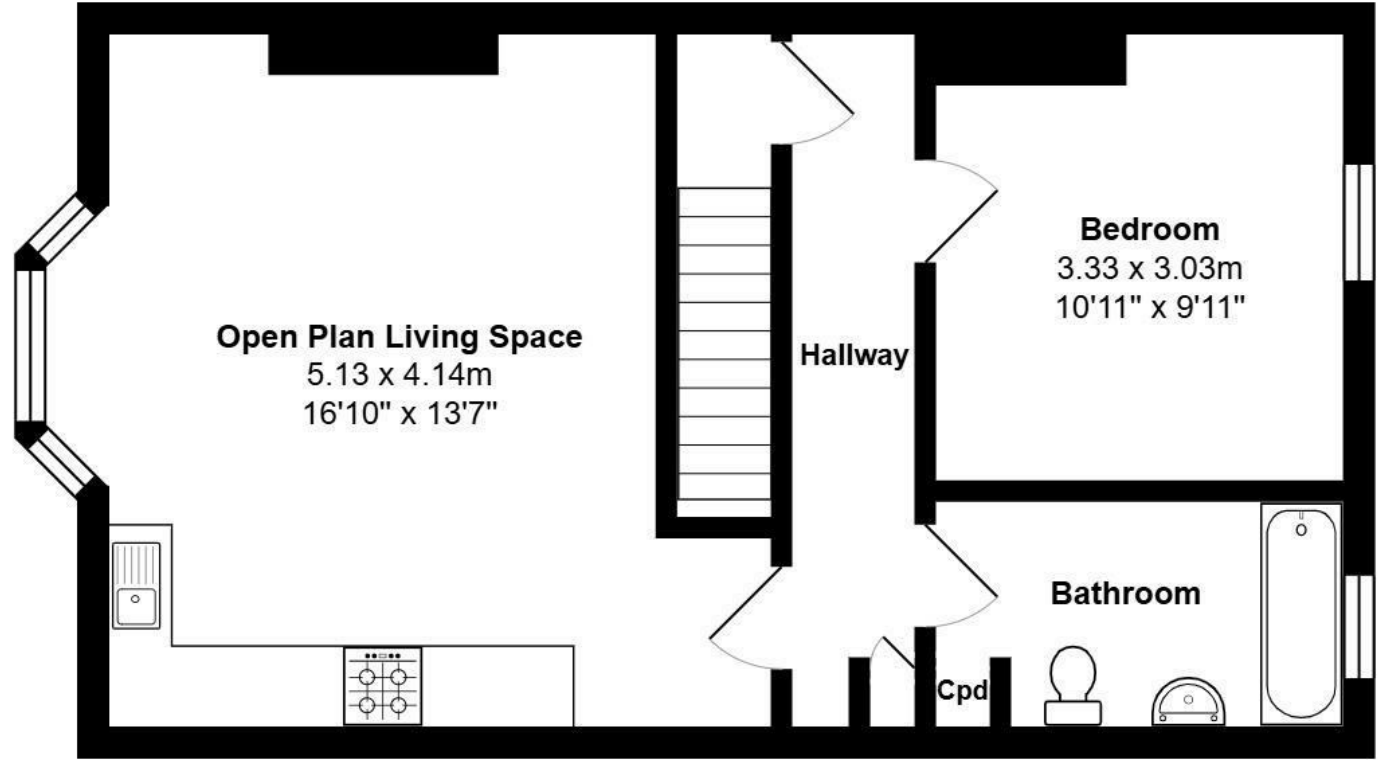 Open Plan Living Space
5.13 x 4.14m
16'10" x 13'7"
Hallway
Bedroom
3.33 x 3.03m
10'11" x 9'11"
Bathroom
Cpd